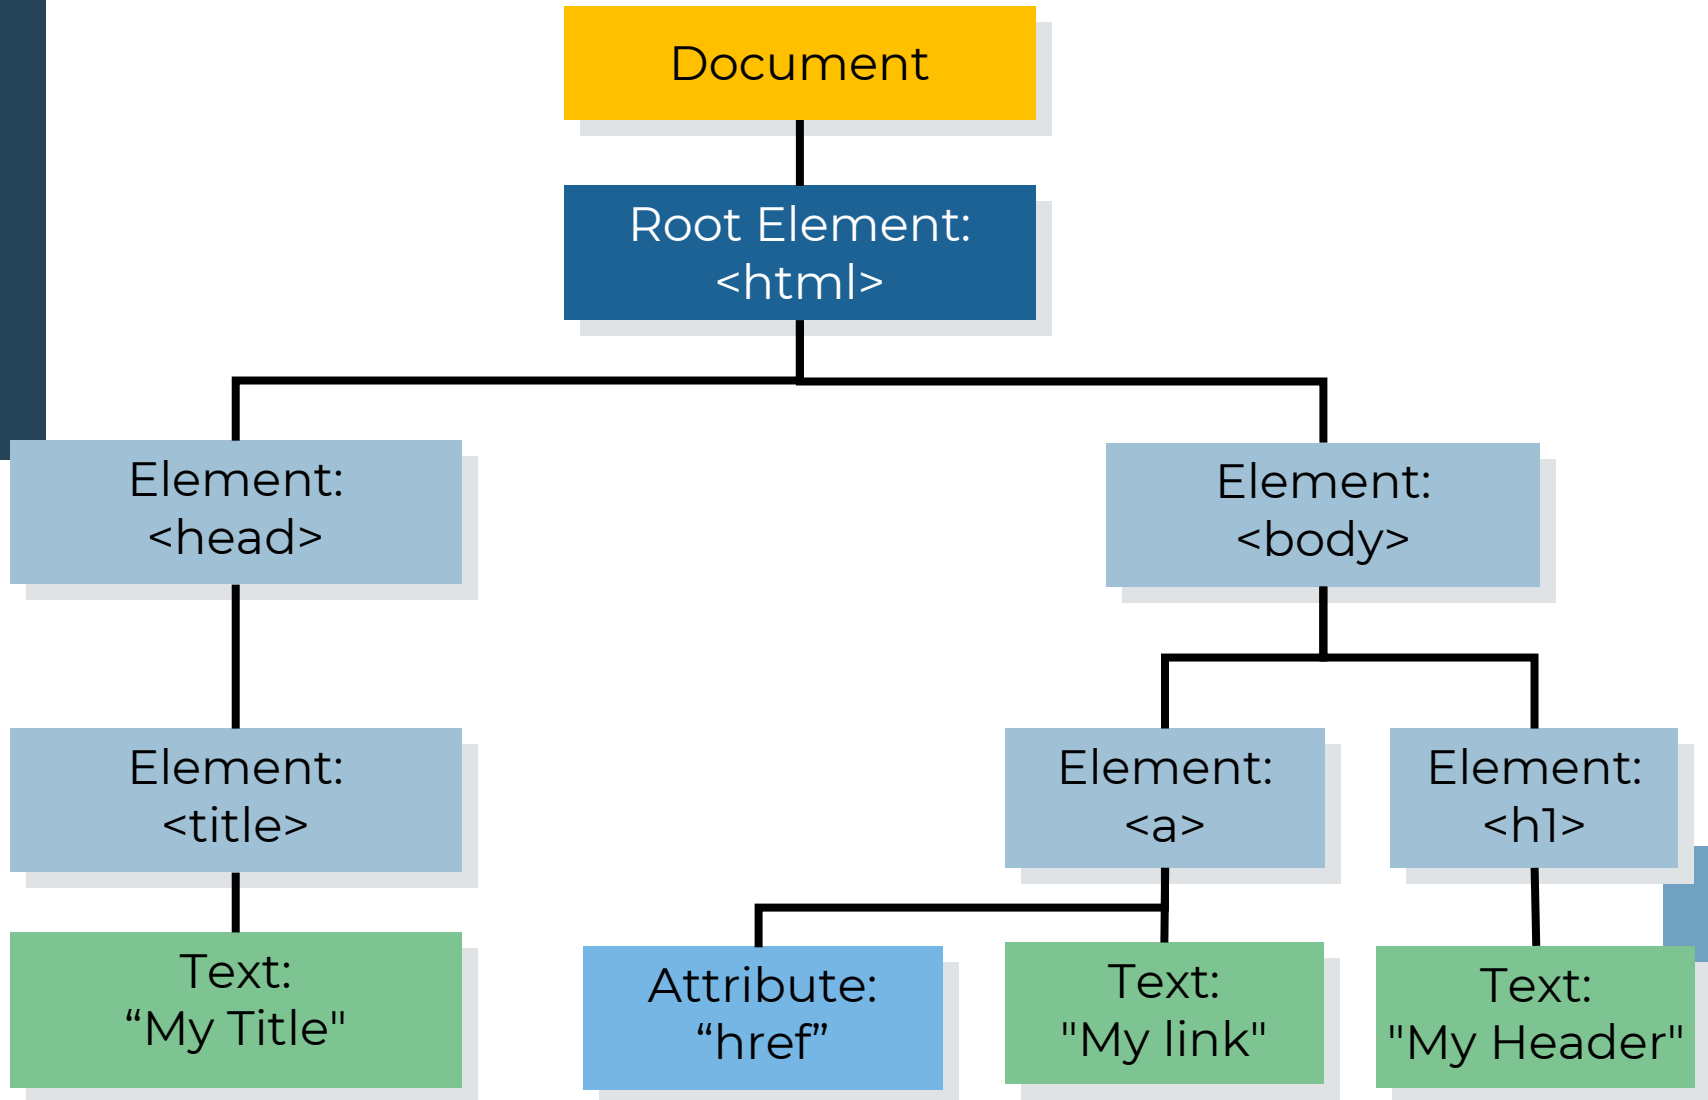 Document
Root Element:
<html>
Element:
<head>
Element:
<body>
Element:
<title>
Element:
<a>
Element:
<h1>
Text:
“My Title"
Attribute:
“href”
Text:
"My link"
Text:
"My Header"